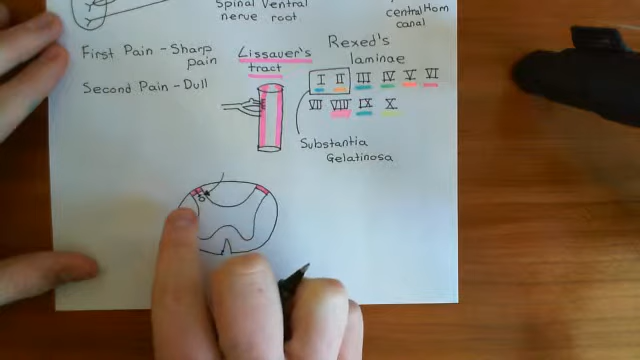 Spinal Ventral
nerve root
Horn
central
canal
First Pain - Sharp
pain
Second Pain - Dull
Lissauer's
tract
Rexed's
laminae
I II III IV V VI
VII VIII IX X
Substantia
Gelatinosa